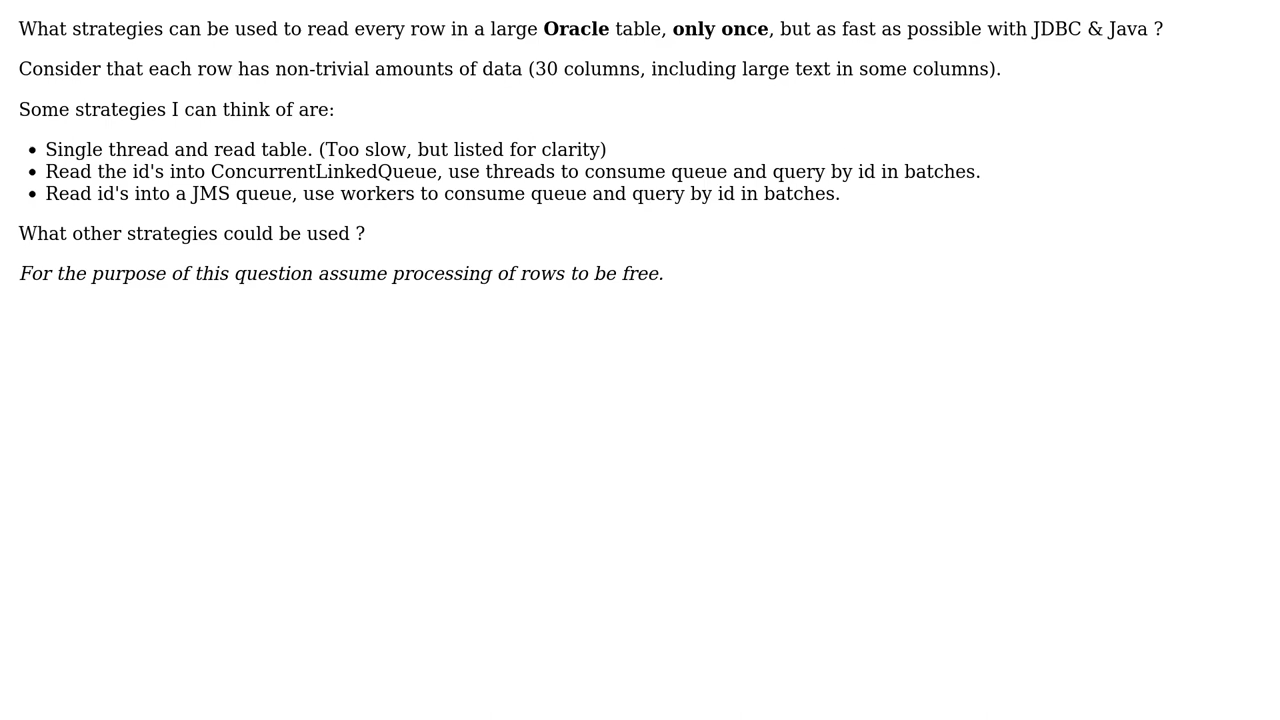 What strategies can be used to read every row in a large Oracle table, only once, but as fast as possible with JDBC & Java ?
Consider that each row has non-trivial amounts of data (30 columns, including large text in some columns).
Some strategies I can think of are:
• Single thread and read table. (Too slow, but listed for clarity)
• Read the id's into ConcurrentLinkedQueue, use threads to consume queue and query by id in batches.
• Read id's into a JMS queue, use workers to consume queue and query by id in batches.
What other strategies could be used ?
For the purpose of this question assume processing of rows to be free.